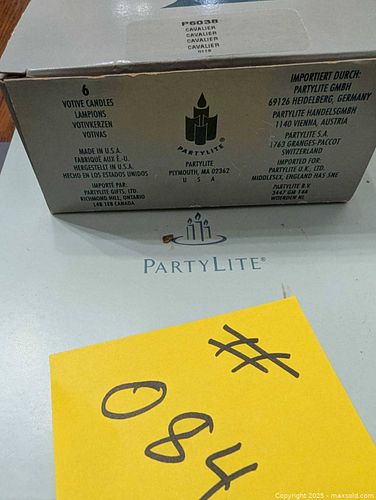 P6038
CAVALIER
CAVALIER
CAVALIER
CAVALIER
6
VOTIVE CANDLES
LAMPIONS
VOTIVKERZEN
VOTIVAS
MADE IN U.S.A.
FABRIQUÉ AUX É.-U.
HERGESTELLT IN U.S.A.
HECHO EN LOS ESTADOS UNIDOS
IMPORTÉ PAR:
PARTYLITE GIFTS, LTD.
RICHMOND HILL, ONTARIO
L4B 1E8 CANADA
PARTYLITE®
PARTYLITE
PLYMOUTH, MA 02362
U S A
IMPORTIERT DURCH:
PARTYLITE GMBH
69126 HEIDELBERG, GERMANY
PARTYLITE HANDELSGMBH
1140 VIENNA, AUSTRIA
PARTYLITE S.A.
1763 GRANGES-PACCOT
SWITZERLAND
IMPORTED FOR:
PARTYLITE U.K., LTD.
MIDDLESEX, ENGLAND HA5 5NE
PARTYLITE B.V.
3447 GM 14A
WOERDEN NL
PARTYLITE®
#
084
Copyright 2025 - maxsold.com